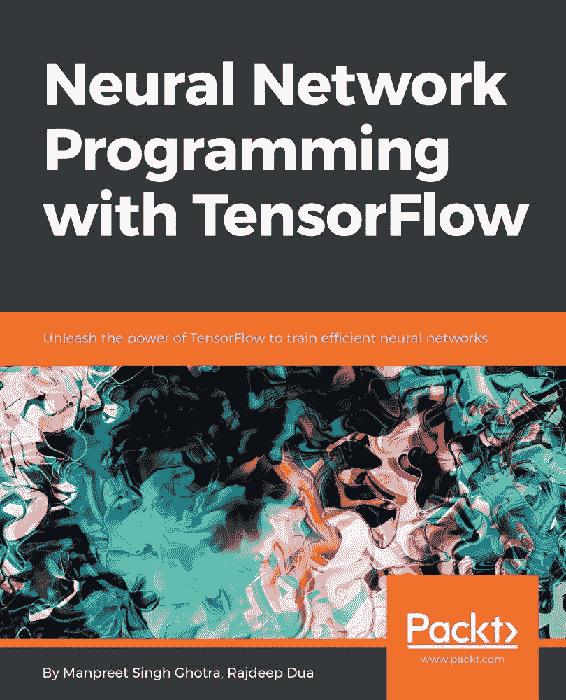 Neural Network
Programming
with TensorFlow
Unleash the power of TensorFlow to train efficient neural networks
Packt>
www.packt.com
By Manpreet Singh Ghotra, Rajdeep Dua